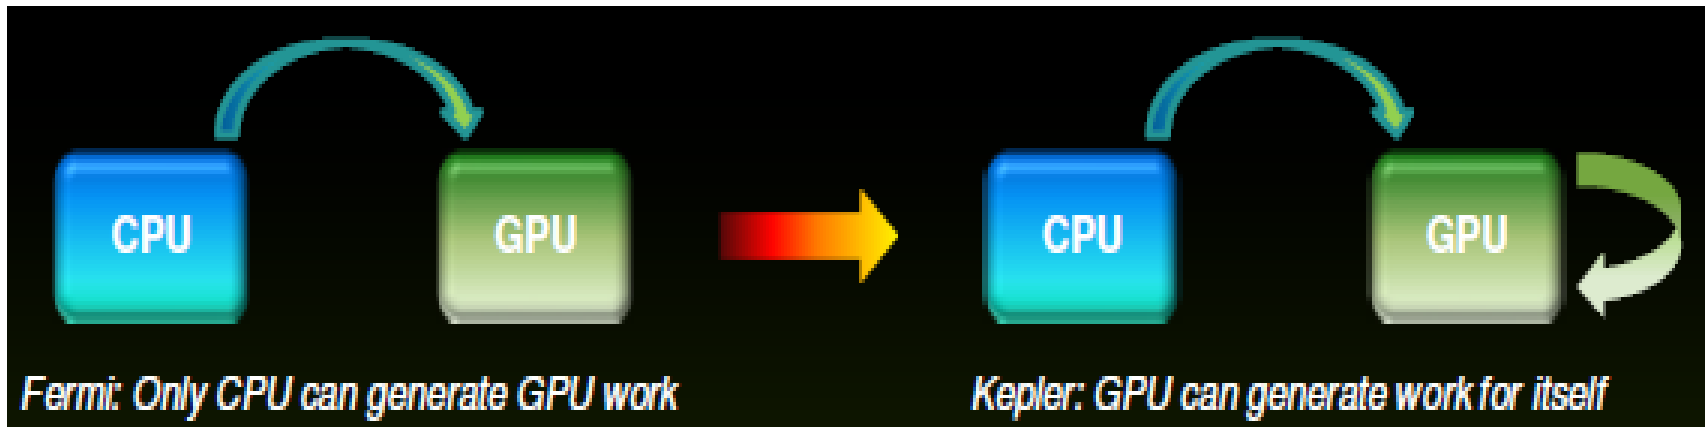 CPU
GPU
CPU
GPU
Fermi: Only CPU can generate GPU work
Kepler: GPU can generate work for itself